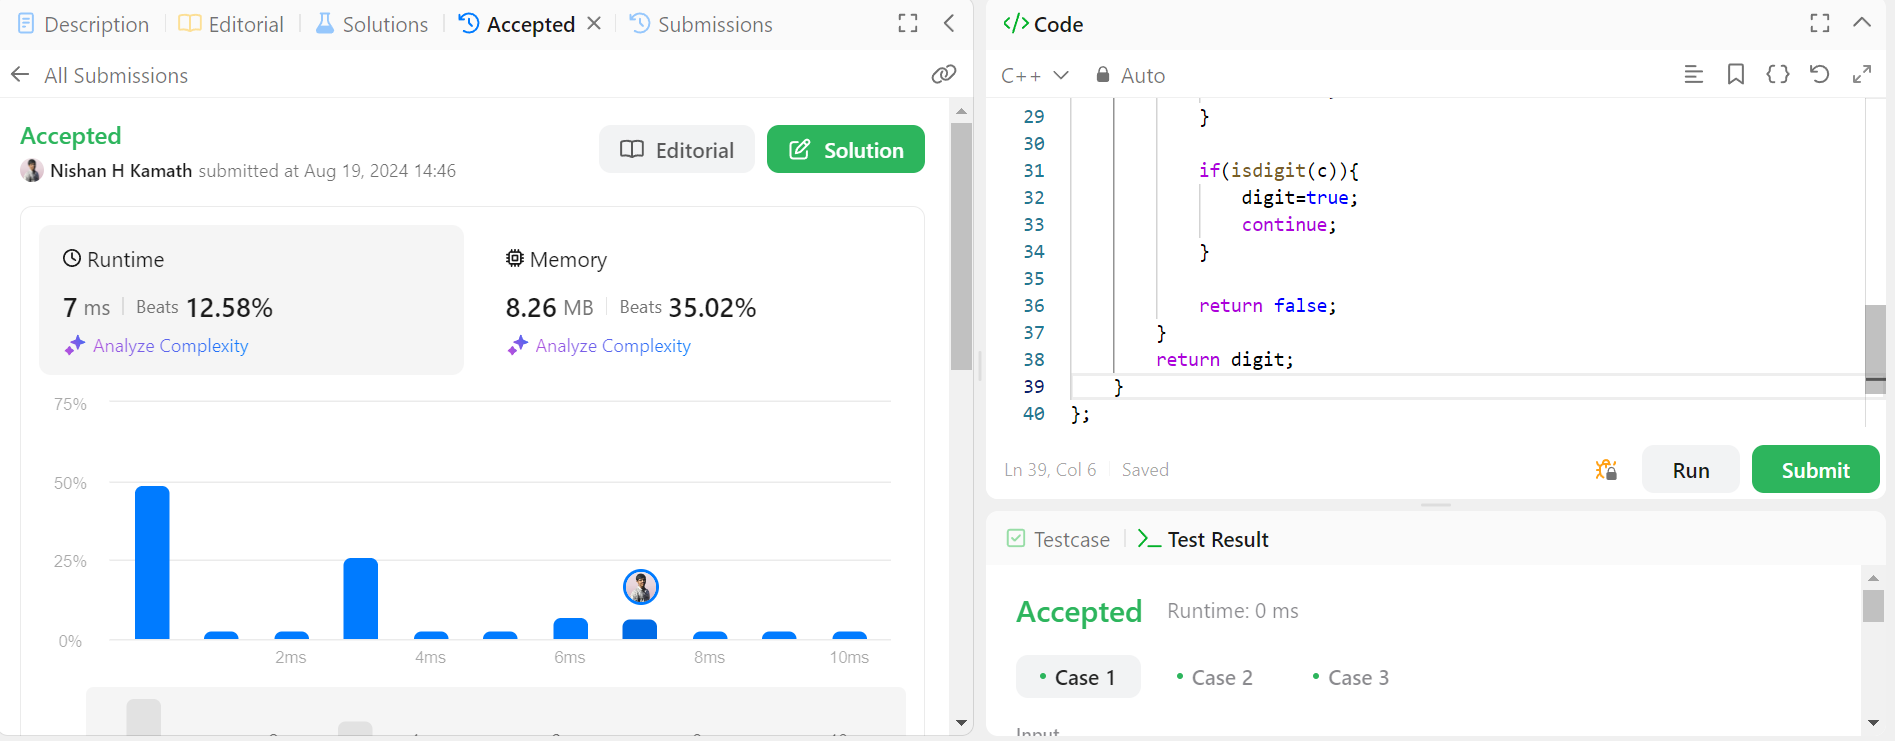 Description | Editorial | Solutions | Accepted | Submissions
All Submissions
Accepted
Nishan H Kamath submitted at Aug 19, 2024 14:46
Editorial
Solution
Runtime
7 ms | Beats 12.58%
Analyze Complexity
Memory
8.26 MB | Beats 35.02%
Analyze Complexity
75%
50%
25%
0%
2ms 4ms 6ms 8ms 10ms
</> Code
C++ Auto
29 }
30
31 if(isdigit(c)){
32 digit=true;
33 continue;
34 }
35
36 return false;
37 }
38 return digit;
39 }
40 };
Ln 39, Col 6 | Saved
Run
Submit
Testcase | >_ Test Result
Accepted Runtime: 0 ms
• Case 1 • Case 2 • Case 3
Input